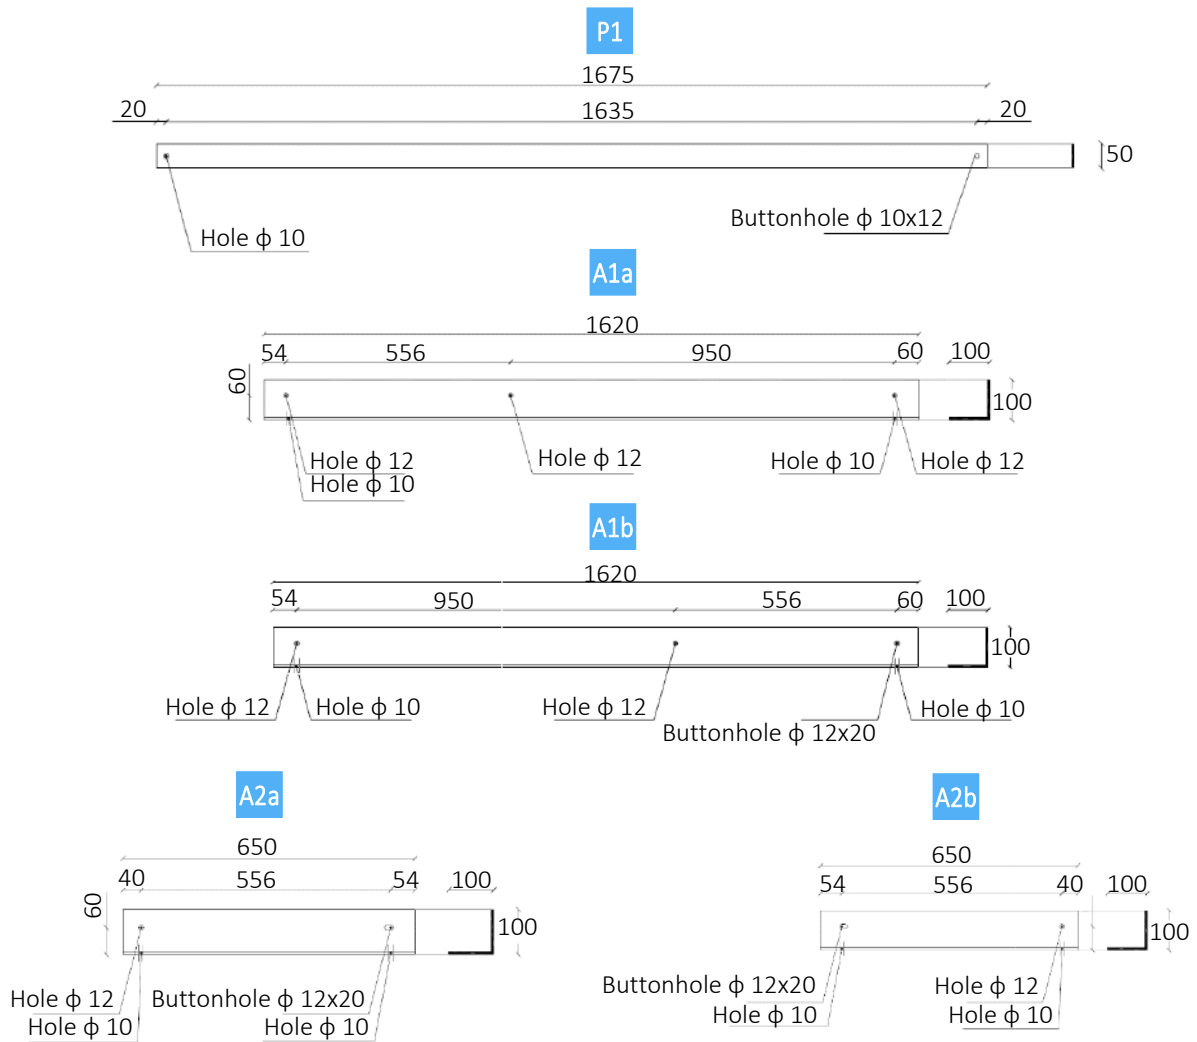 P1
1675
20 1635 20
50
Buttonhole ϕ 10x12
Hole ϕ 10
A1a
1620
54 556 950 60 100
60
100
Hole ϕ 12 Hole ϕ 12 Hole ϕ 10 Hole ϕ 12
Hole ϕ 10
A1b
1620
54 950 556 60 100
100
Hole ϕ 12 Hole ϕ 10 Hole ϕ 12 Hole ϕ 10
Buttonhole ϕ 12x20
A2a
650
40 556 54 100
60
100
Hole ϕ 12 Buttonhole ϕ 12x20
Hole ϕ 10 Hole ϕ 10
A2b
650
54 556 40 100
100
Buttonhole ϕ 12x20 Hole ϕ 12
Hole ϕ 10 Hole ϕ 10